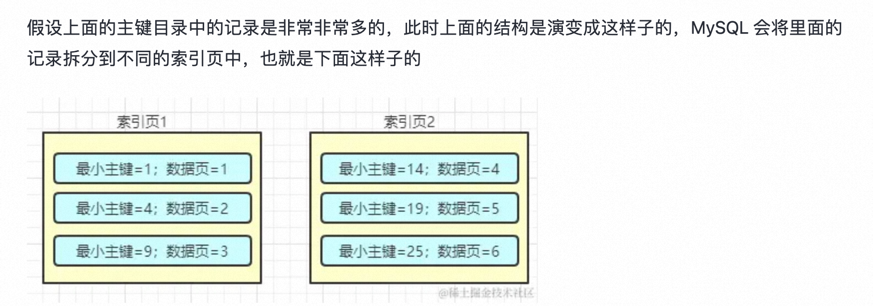 假设上面的主键目录中的记录是非常非常多的，此时上面的结构是演变成这样子的，MySQL 会将里面的
记录拆分到不同的索引页中，也就是下面这样子的
索引页1
最小主键=1；数据页=1
最小主键=4；数据页=2
最小主键=9；数据页=3
索引页2
最小主键=14；数据页=4
最小主键=19；数据页=5
最小主键=25；数据页=6
@稀土掘金技术社区